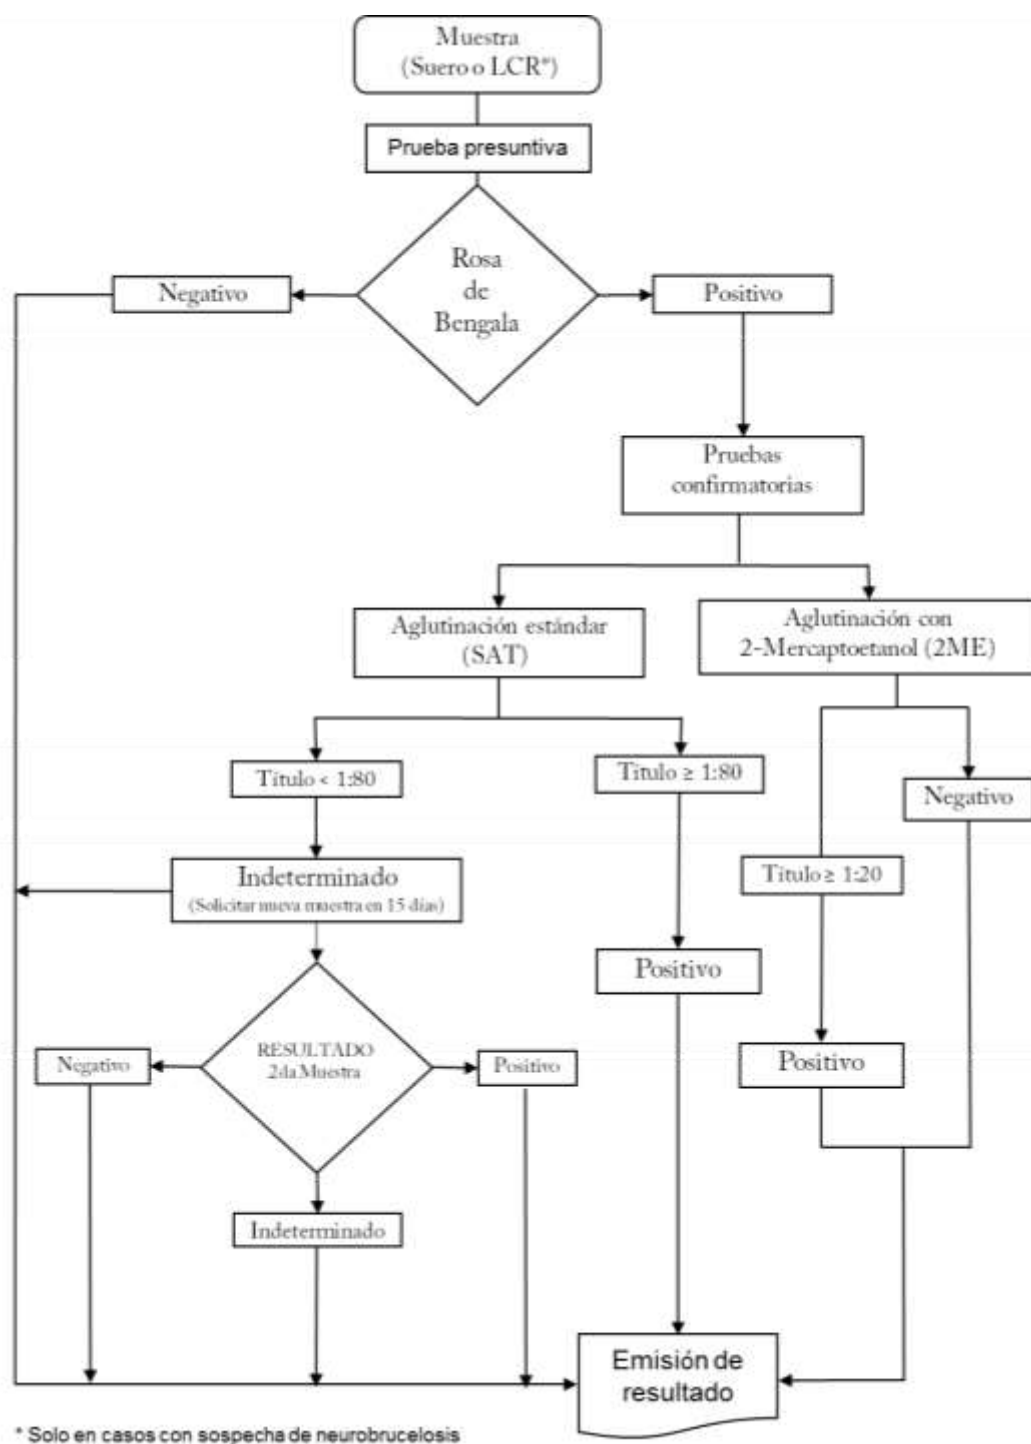 Muestra
(Suero o LCR*)
Prueba presuntiva
Rosa
de
Bengala
Negativo
Positivo
Pruebas
confirmatorias
Aglutinación estándar
(SAT)
Aglutinación con
2-Mercaptoetanol (2ME)
Título < 1:80
Título ≥ 1:80
Negativo
Indeterminado
(Solicitar nueva muestra en 15 días)
Título ≥ 1:20
Positivo
RESULTADO
2da Muestra
Negativo
Positivo
Positivo
Indeterminado
Emisión de
resultado
* Solo en casos con sospecha de neurobrucelosis